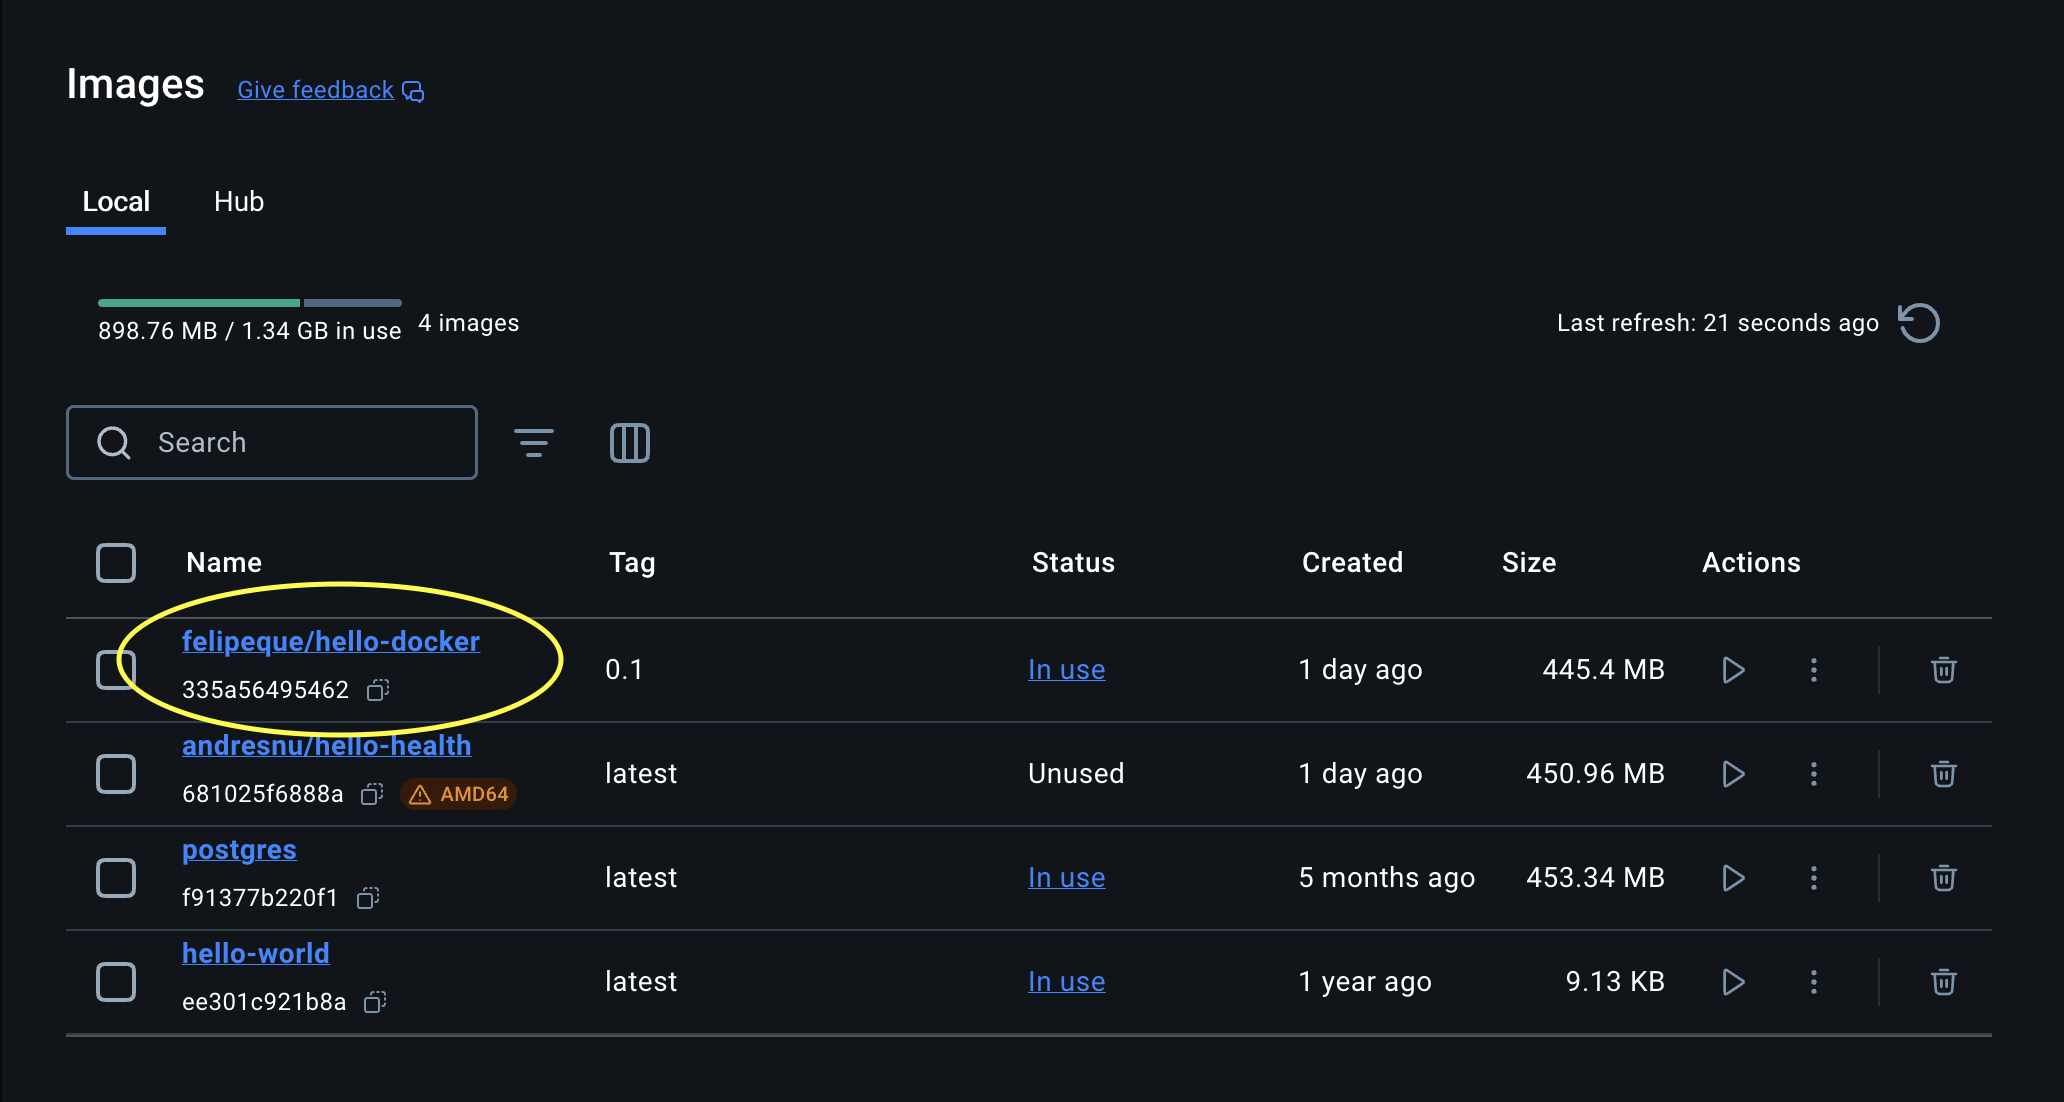 Images Give feedback
Local Hub
898.76 MB / 1.34 GB in use 4 images Last refresh: 21 seconds ago
Search
Name Tag Status Created Size Actions
felipeque/hello-docker
335a56495462 0.1 In use 1 day ago 445.4 MB
andresnu/hello-health
681025f6888a AMD64 latest Unused 1 day ago 450.96 MB
postgres
f91377b220f1 latest In use 5 months ago 453.34 MB
hello-world
ee301c921b8a latest In use 1 year ago 9.13 KB